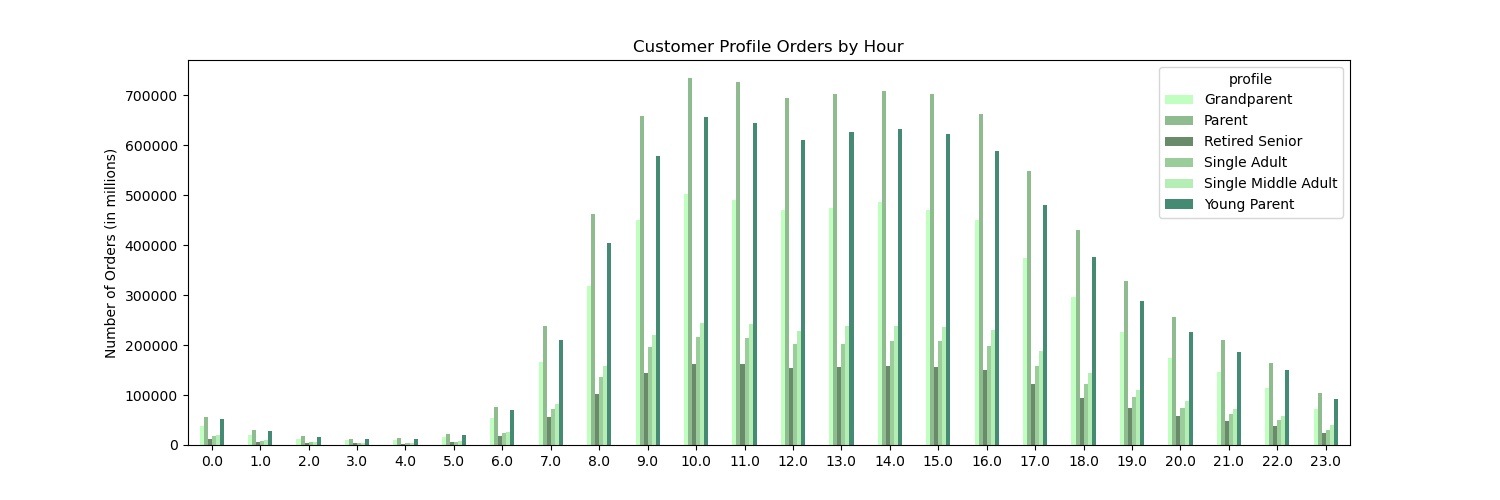 Customer Profile Orders by Hour
Number of Orders (in millions)
700000
600000
500000
400000
300000
200000
100000
0
profile
Grandparent
Parent
Retired Senior
Single Adult
Single Middle Adult
Young Parent
0.0 1.0 2.0 3.0 4.0 5.0 6.0 7.0 8.0 9.0 10.0 11.0 12.0 13.0 14.0 15.0 16.0 17.0 18.0 19.0 20.0 21.0 22.0 23.0